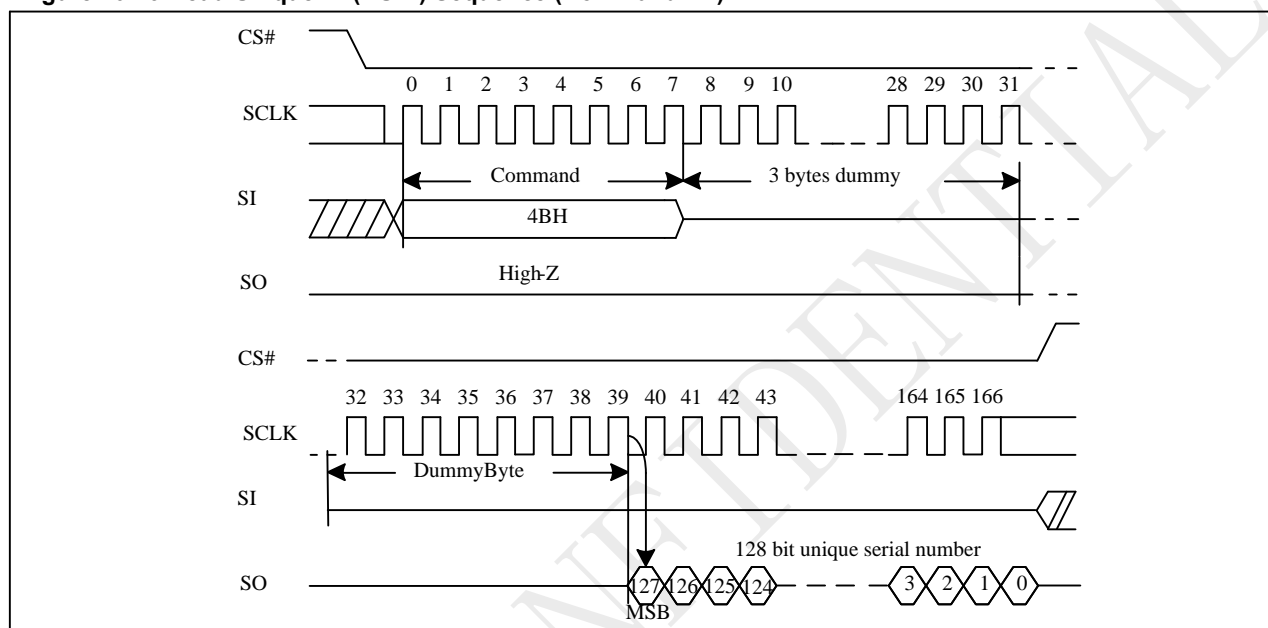 CS#
0 1 2 3 4 5 6 7 8 9 10 28 29 30 31
SCLK
Command 3 bytes dummy
SI
4BH
High-Z
SO
CS#
32 33 34 35 36 37 38 39 40 41 42 43 164 165 166
SCLK
DummyByte
SI
128 bit unique serial number
SO
127 126 125 124 3 2 1 0
MSB